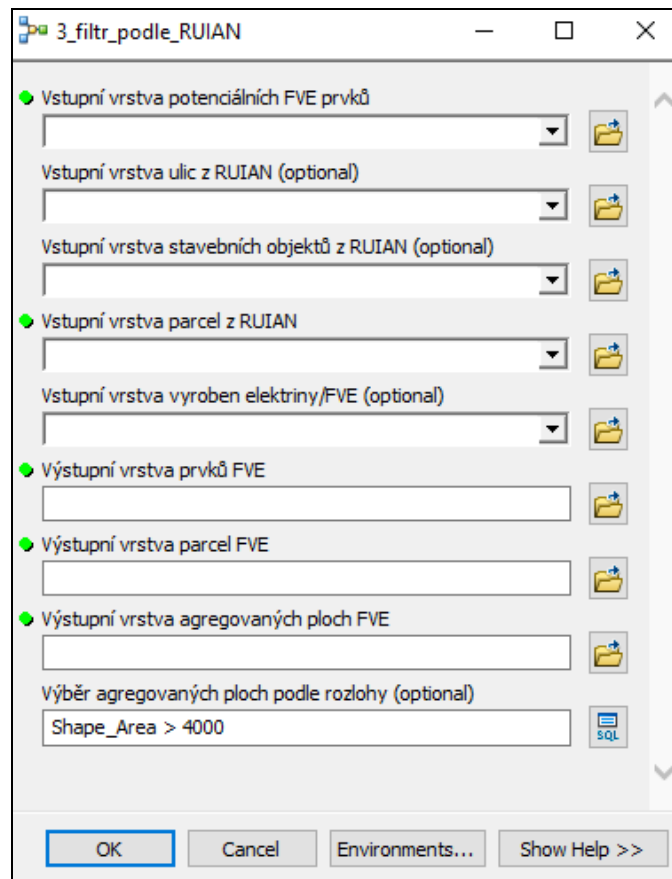 3_filtr_podle_RUIAN
Vstupní vrstva potenciálních FVE prvků
Vstupní vrstva ulic z RUIAN (optional)
Vstupní vrstva stavebních objektů z RUIAN (optional)
Vstupní vrstva parcel z RUIAN
Vstupní vrstva vyroben elektriny/FVE (optional)
Výstupní vrstva prvků FVE
Výstupní vrstva parcel FVE
Výstupní vrstva agregovaných ploch FVE
Výběr agregovaných ploch podle rozlohy (optional)
Shape_Area > 4000
SQL
OK Cancel Environments... Show Help >>